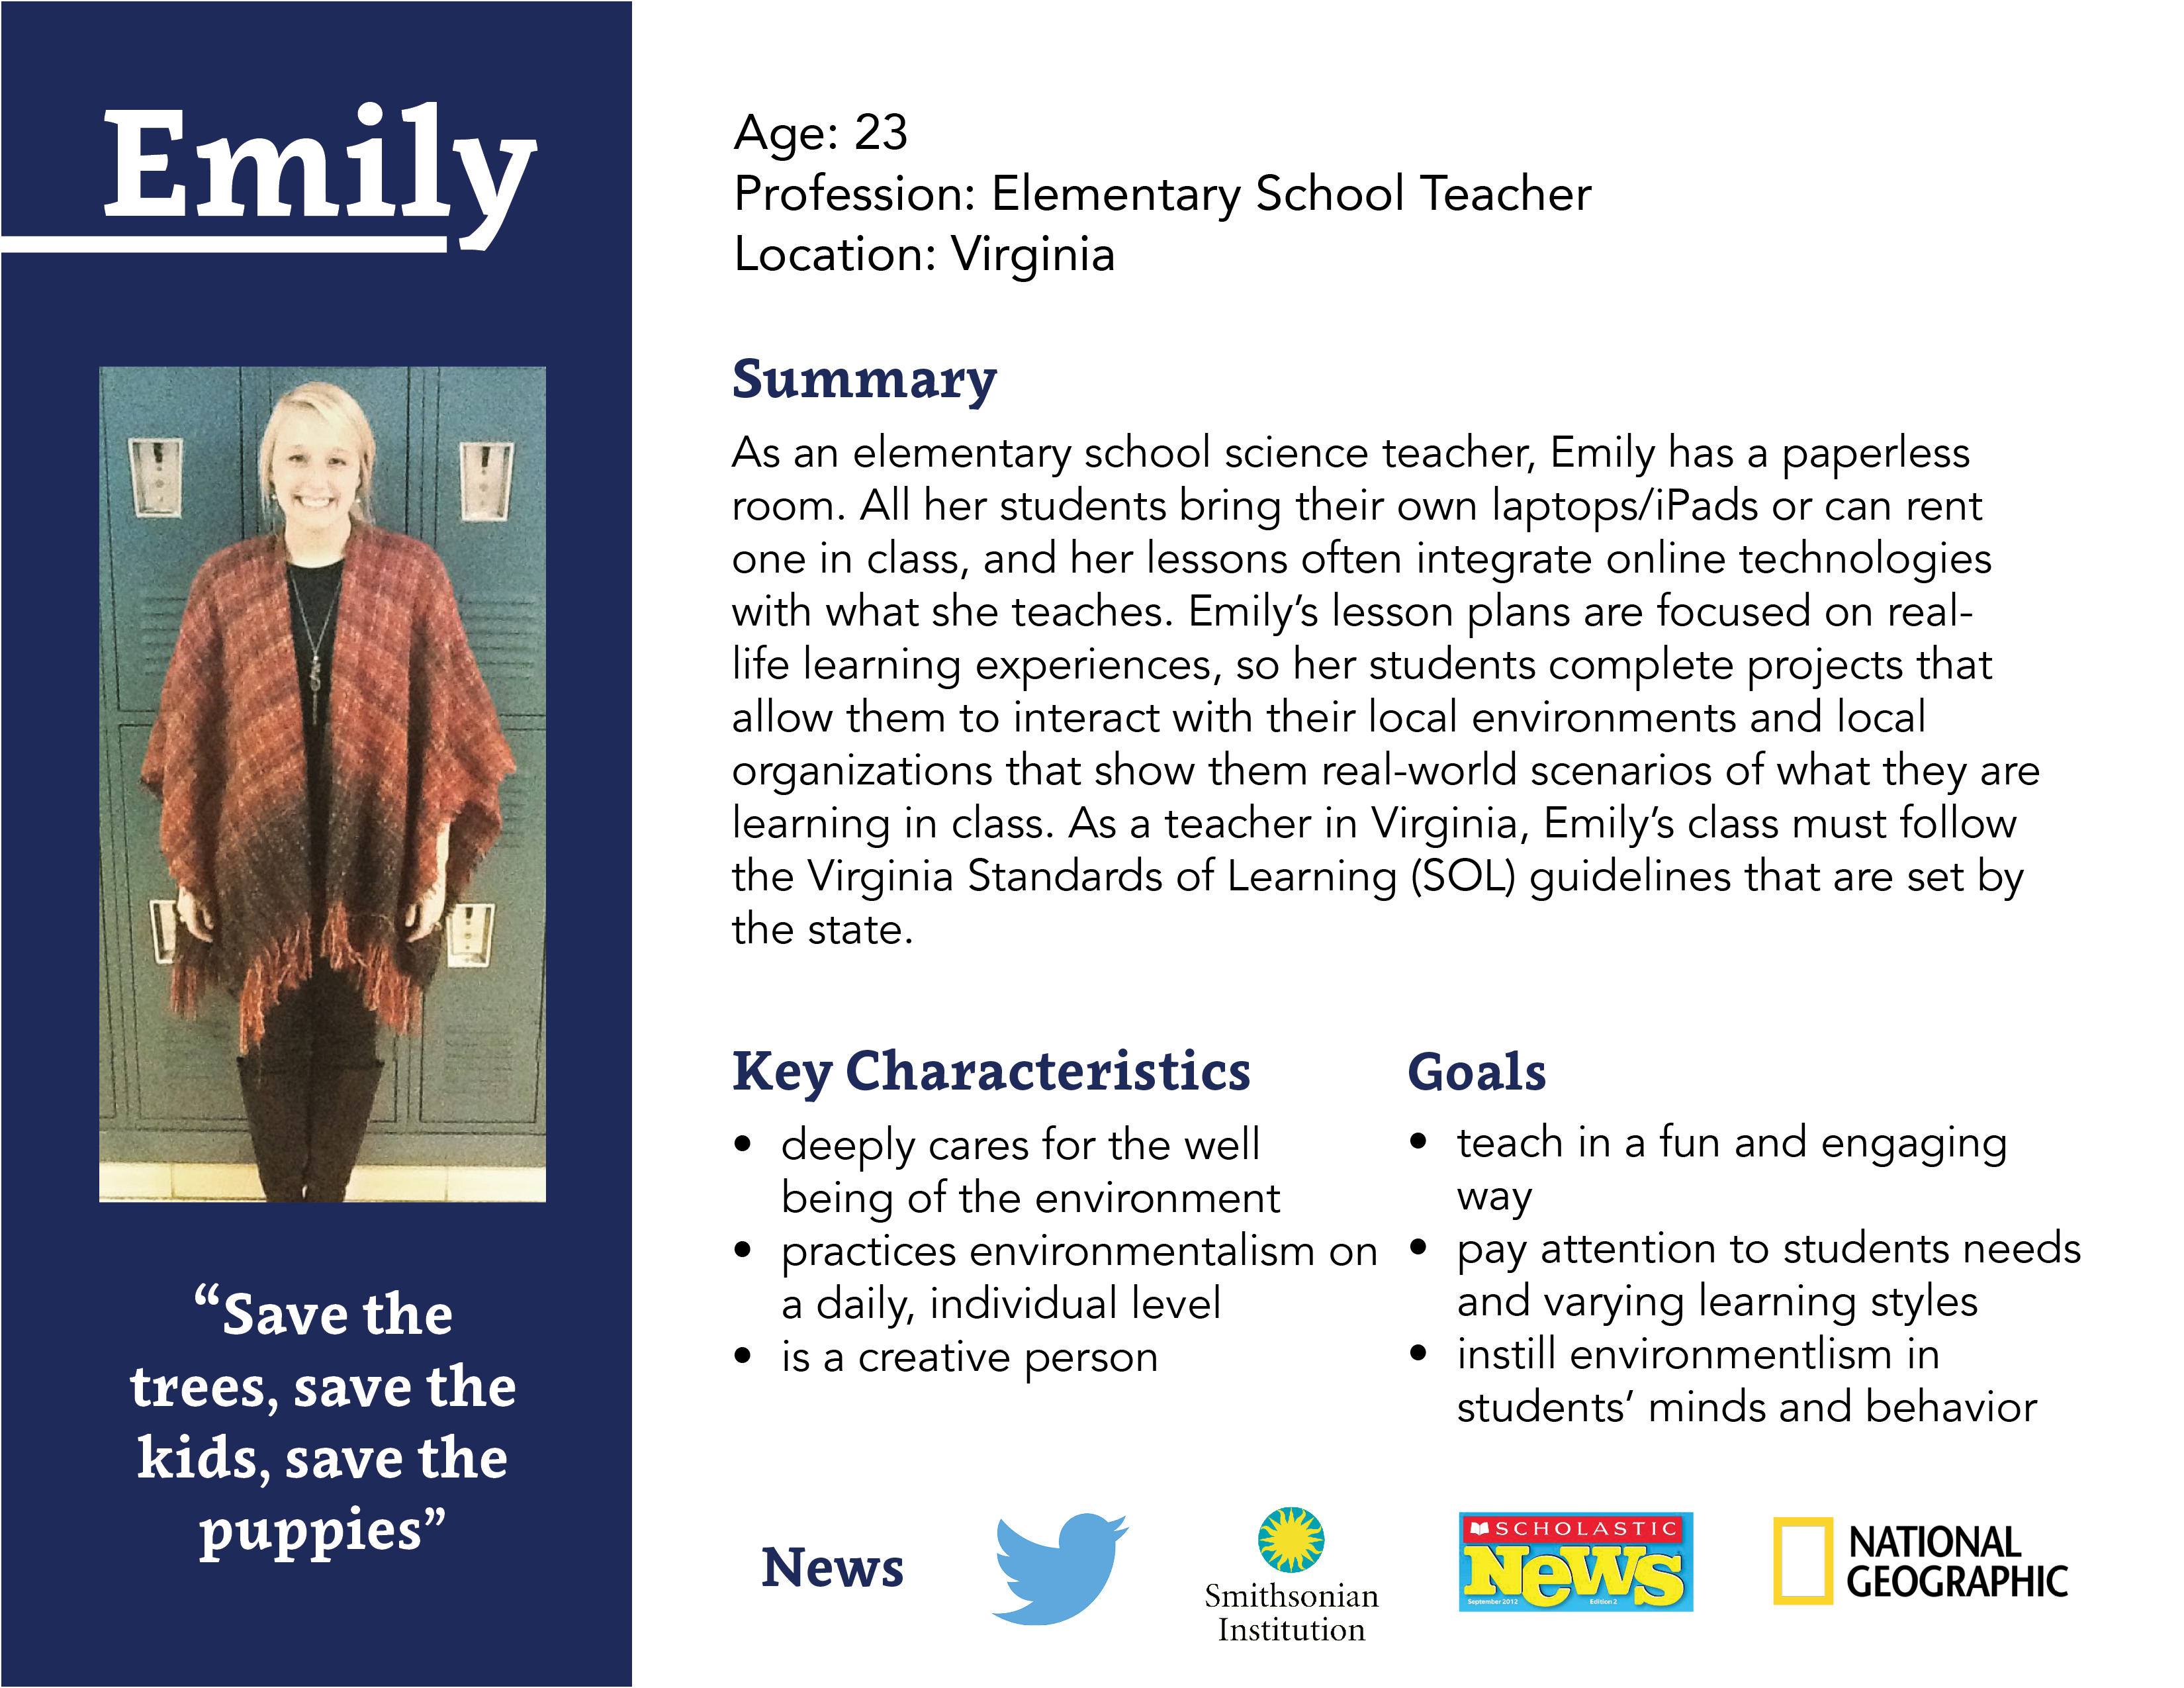 Emily
Age: 23
Profession: Elementary School Teacher
Location: Virginia
Summary
As an elementary school science teacher, Emily has a paperless
room. All her students bring their own laptops/iPads or can rent
one in class, and her lessons often integrate online technologies
with what she teaches. Emily’s lesson plans are focused on real-
life learning experiences, so her students complete projects that
allow them to interact with their local environments and local
organizations that show them real-world scenarios of what they are
learning in class. As a teacher in Virginia, Emily’s class must follow
the Virginia Standards of Learning (SOL) guidelines that are set by
the state.
Key Characteristics
• deeply cares for the well
being of the environment
• practices environmentalism on
a daily, individual level
• is a creative person
Goals
• teach in a fun and engaging
way
• pay attention to students needs
and varying learning styles
• instill environmentlism in
students’ minds and behavior
“Save the
trees, save the
kids, save the
puppies”
News
Smithsonian
Institution
SCHOLASTIC
NeWS
September 2012 Edition 2
NATIONAL
GEOGRAPHIC